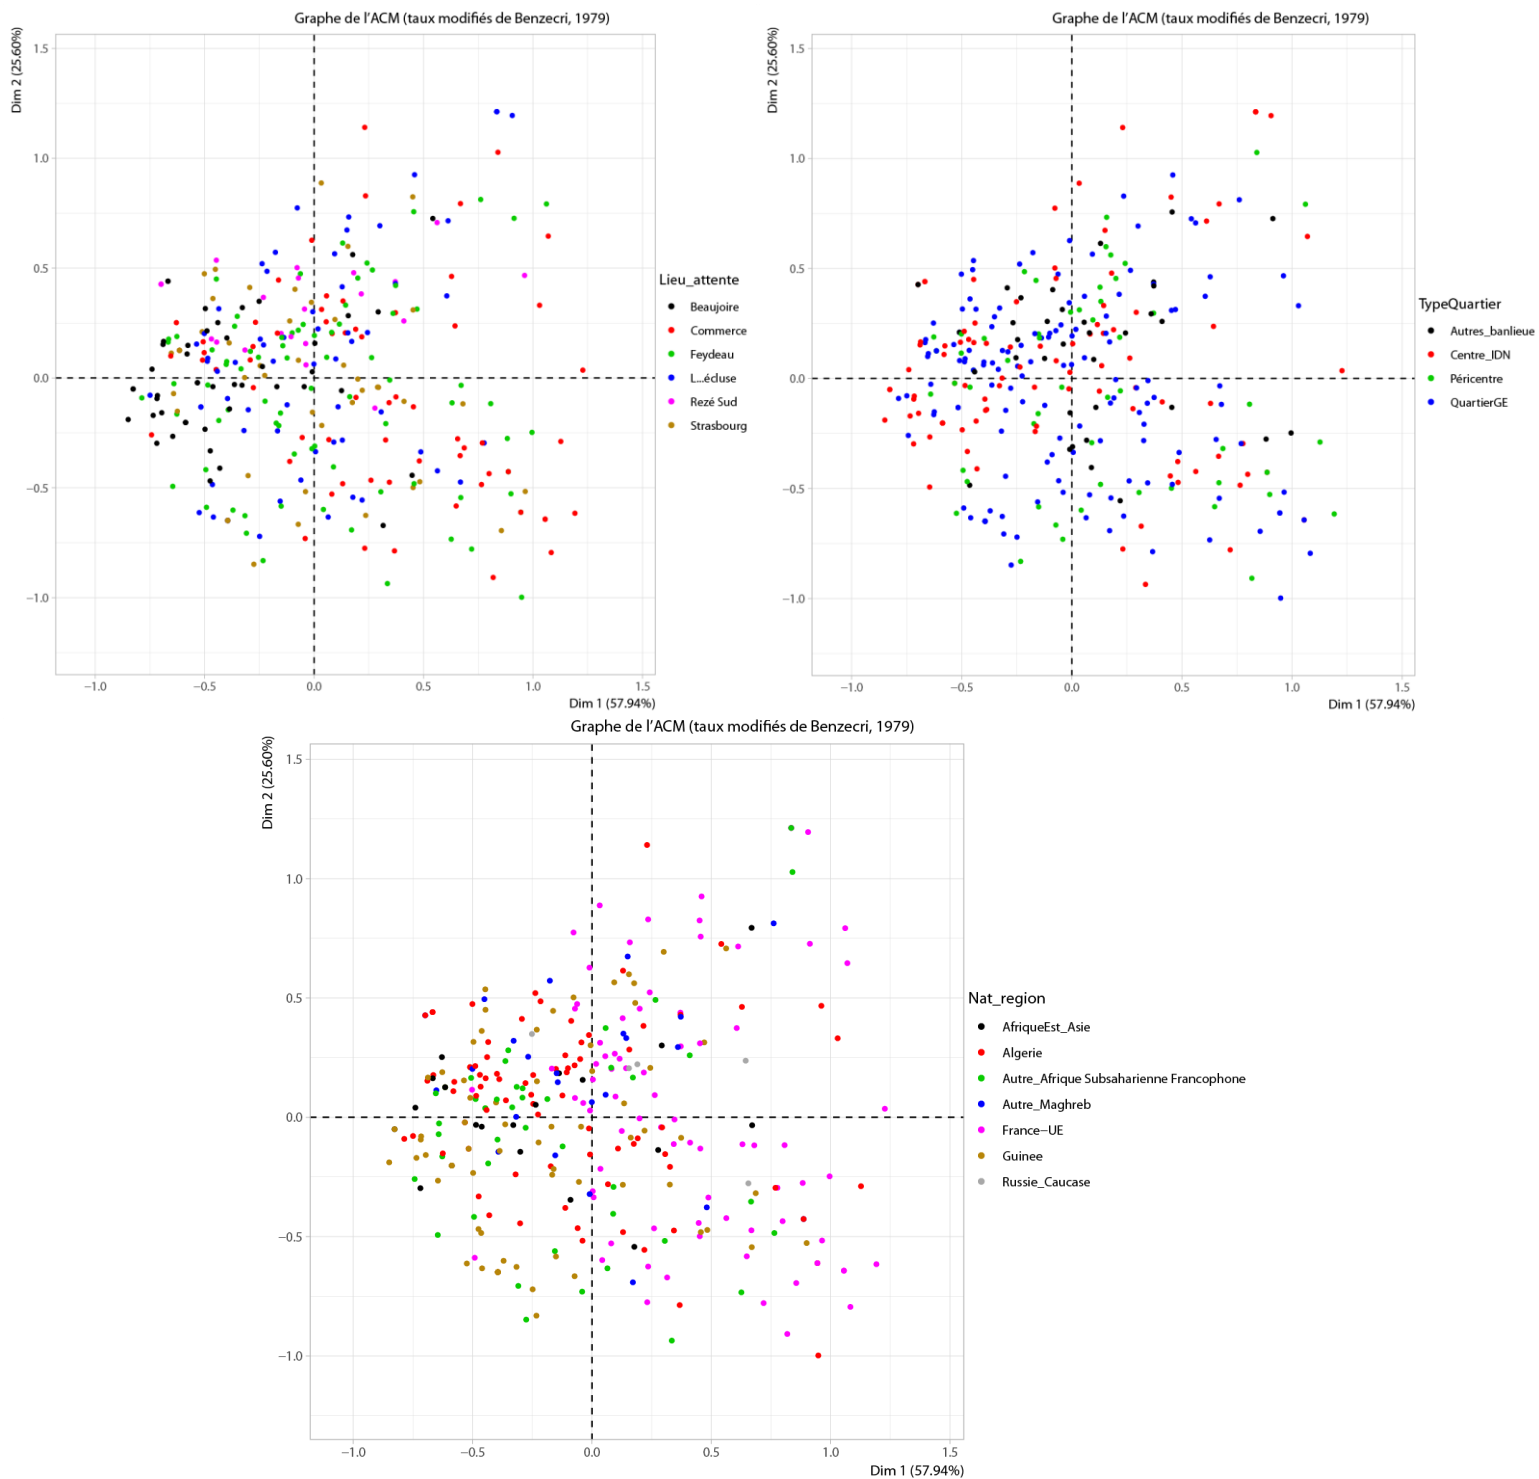 Graphe de l'ACM (taux modifiés de Benzecri, 1979)
Dim 2 (25.60%)
1.5
1.0
0.5
0.0
−0.5
−1.0
−1.0
−0.5
0.0
0.5
1.0
1.5
Dim 1 (57.94%)
Lieu_attente
Beaujoire
Commerce
Feydeau
L...écluse
Rezé Sud
Strasbourg
Graphe de l'ACM (taux modifiés de Benzecri, 1979)
Dim 2 (25.60%)
1.5
1.0
0.5
0.0
−0.5
−1.0
−1.0
−0.5
0.0
0.5
1.0
1.5
Dim 1 (57.94%)
TypeQuartier
Autres_banlieue
Centre_IDN
Péricentre
QuartierGE
Graphe de l'ACM (taux modifiés de Benzecri, 1979)
Dim 2 (25.60%)
1.5
1.0
0.5
0.0
−0.5
−1.0
−1.0
−0.5
0.0
0.5
1.0
1.5
Dim 1 (57.94%)
Nat_region
AfriqueEst_Asie
Algerie
Autre_Afrique Subsaharienne Francophone
Autre_Maghreb
France−UE
Guinee
Russie_Caucase